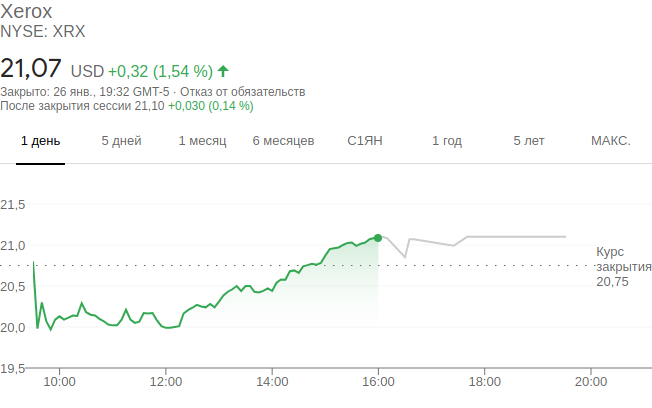 Xerox
NYSE: XRX
21,07 USD +0,32 (1,54 %)
Закрыто: 26 янв., 19:32 GMT-5 · Отказ от обязательств
После закрытия сессии 21,10 +0,030 (0,14 %)
1 день 5 дней 1 месяц 6 месяцев С1ЯН 1 год 5 лет МАКС.
21,5
21,0
Курс
закрытия
20,75
20,5
20,0
19,5
10:00 12:00 14:00 16:00 18:00 20:00